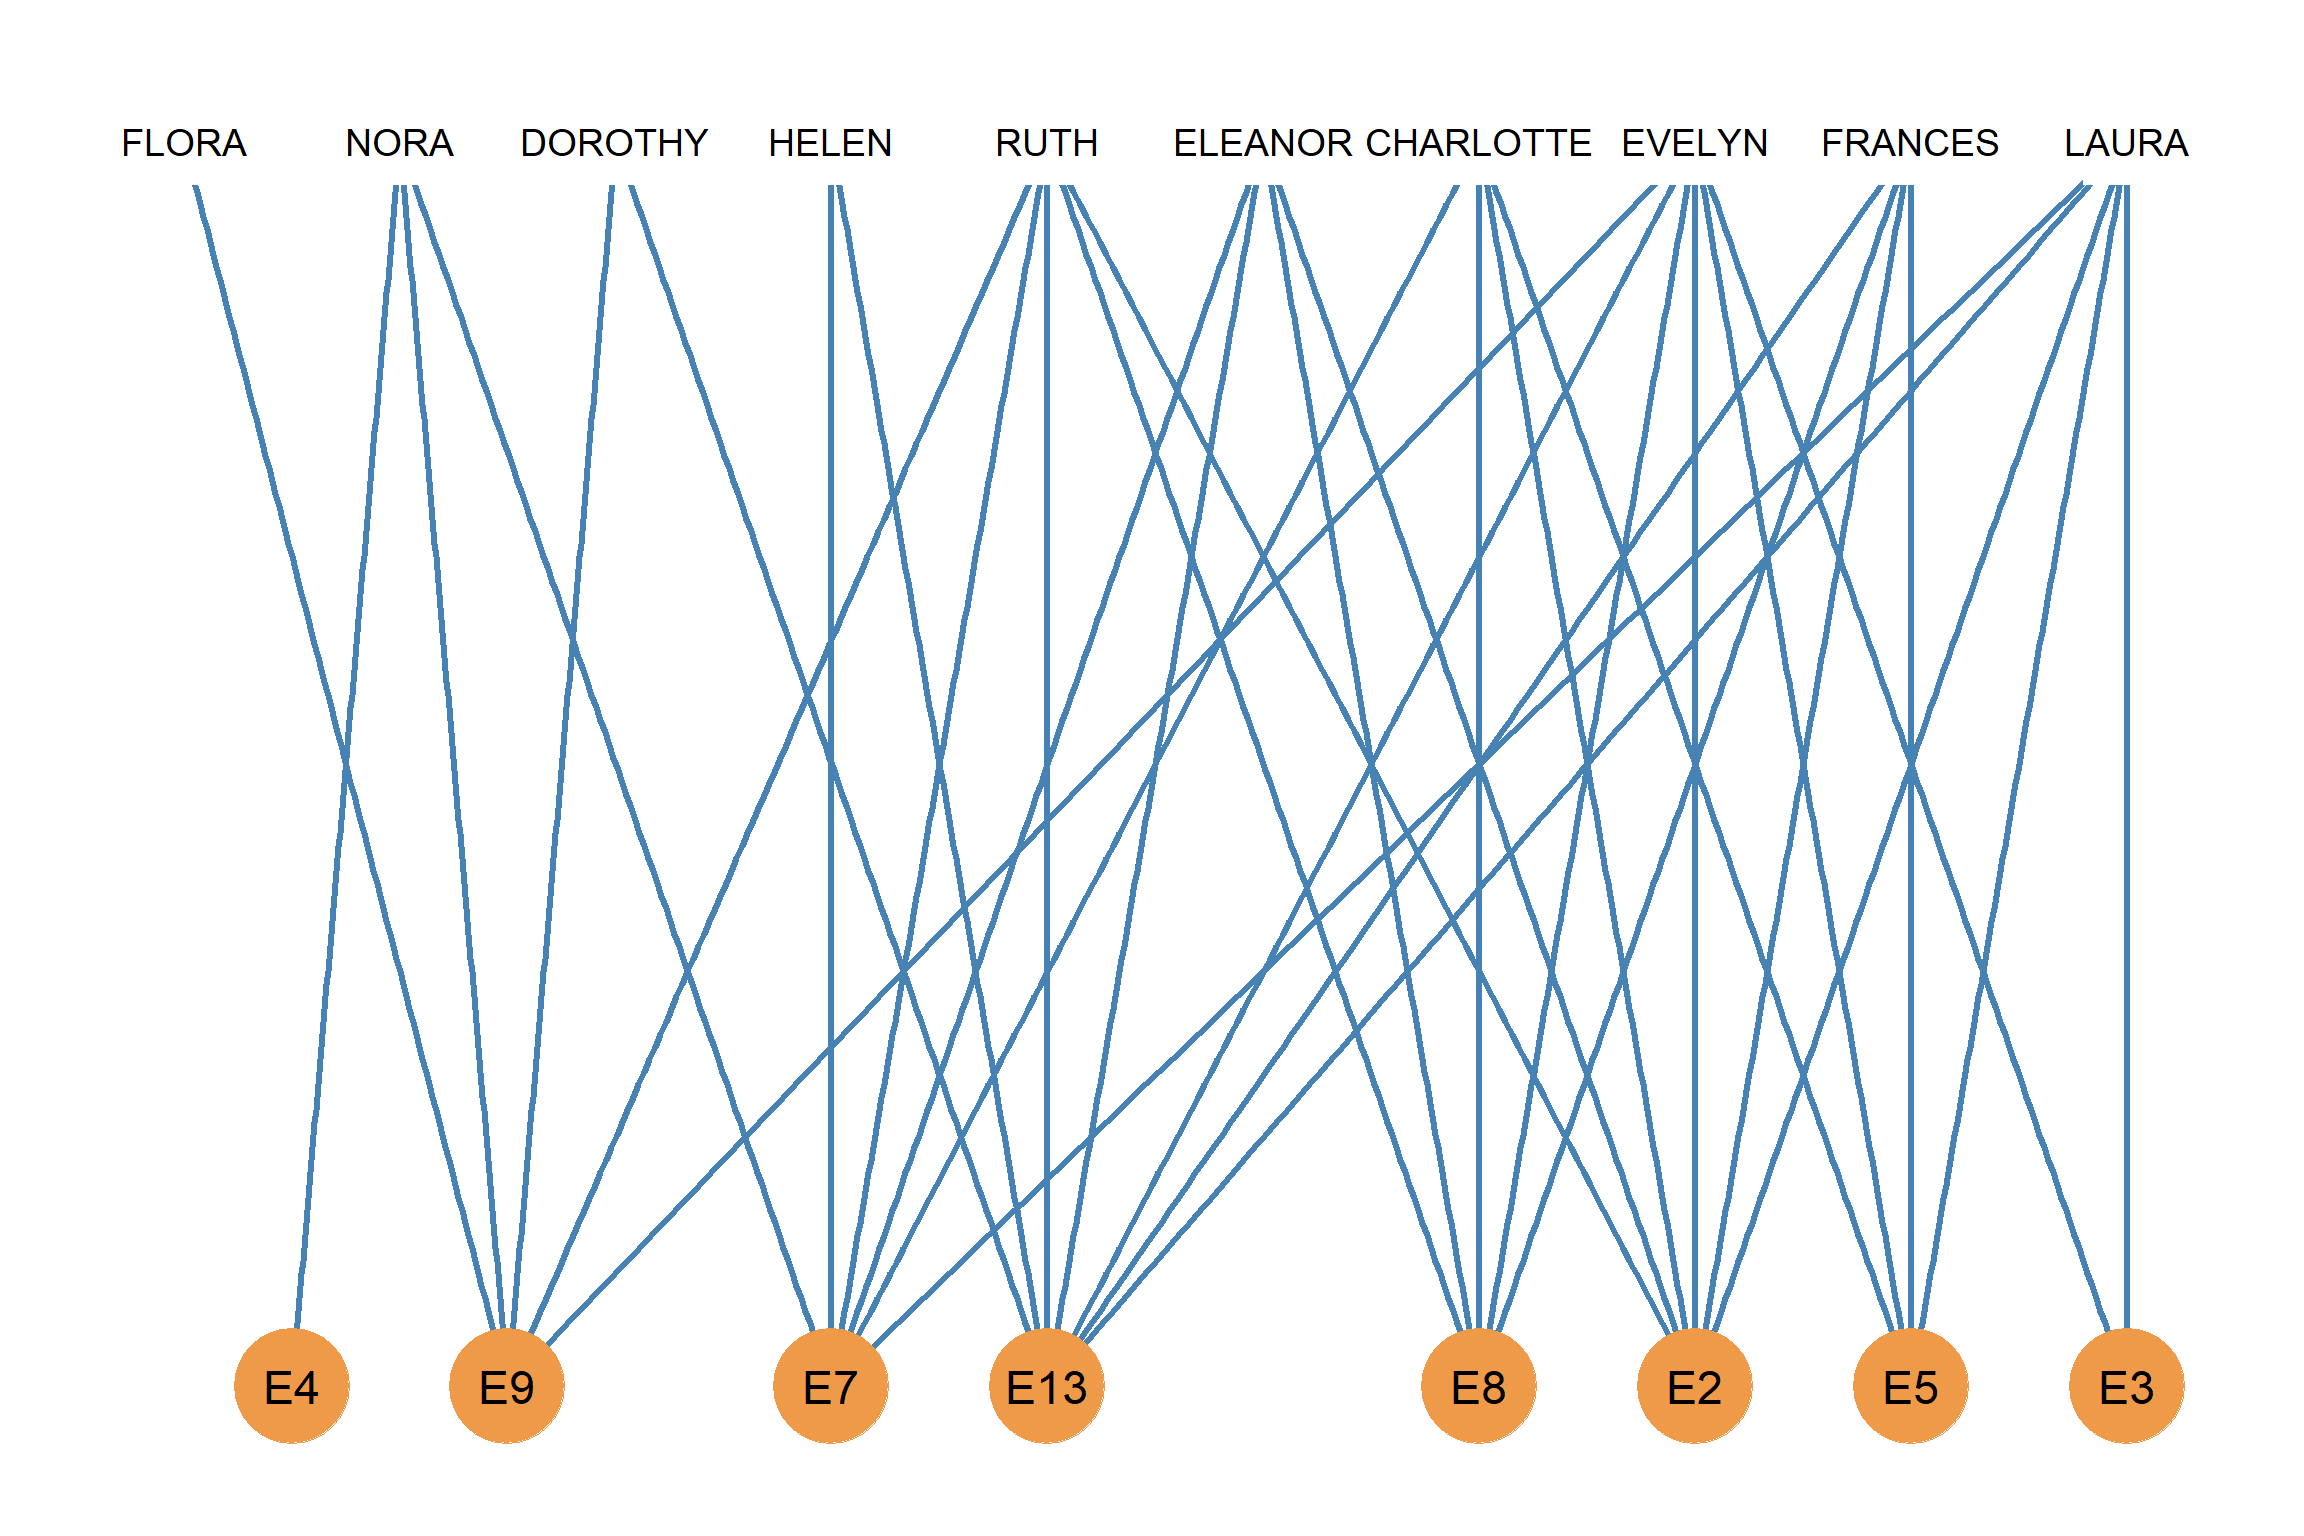 FLORA NORA DOROTHY HELEN RUTH ELEANOR CHARLOTTE EVELYN FRANCES LAURA
E4 E9 E7 E13 E8 E2 E5 E3